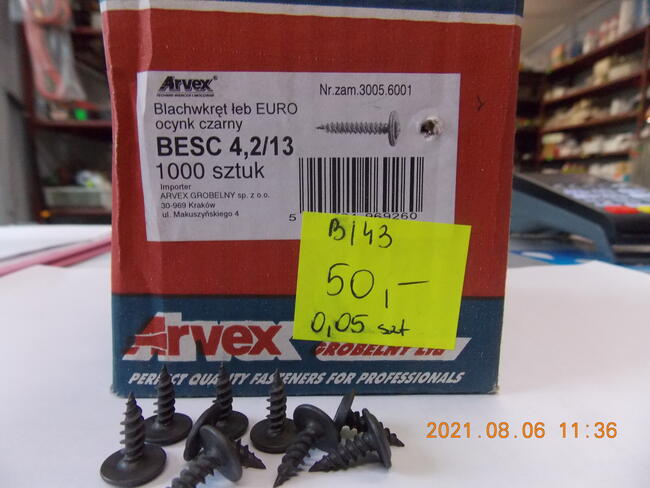 Arvex
Nr.zam.3005.6001
Blachwkręt łeb EURO
ocynk czarny
BESC 4,2/13
1000 sztuk
Importer
ARVEX GROBELNY sp. z o.o.
30-969 Kraków
ul. Makuszyńskiego 4
5 969260
B/43
50,-
0,05 szt
Arvex
GROBELNY LTD
PERFECT QUALITY FASTENERS FOR PROFESSIONALS
2021.08.06 11:36